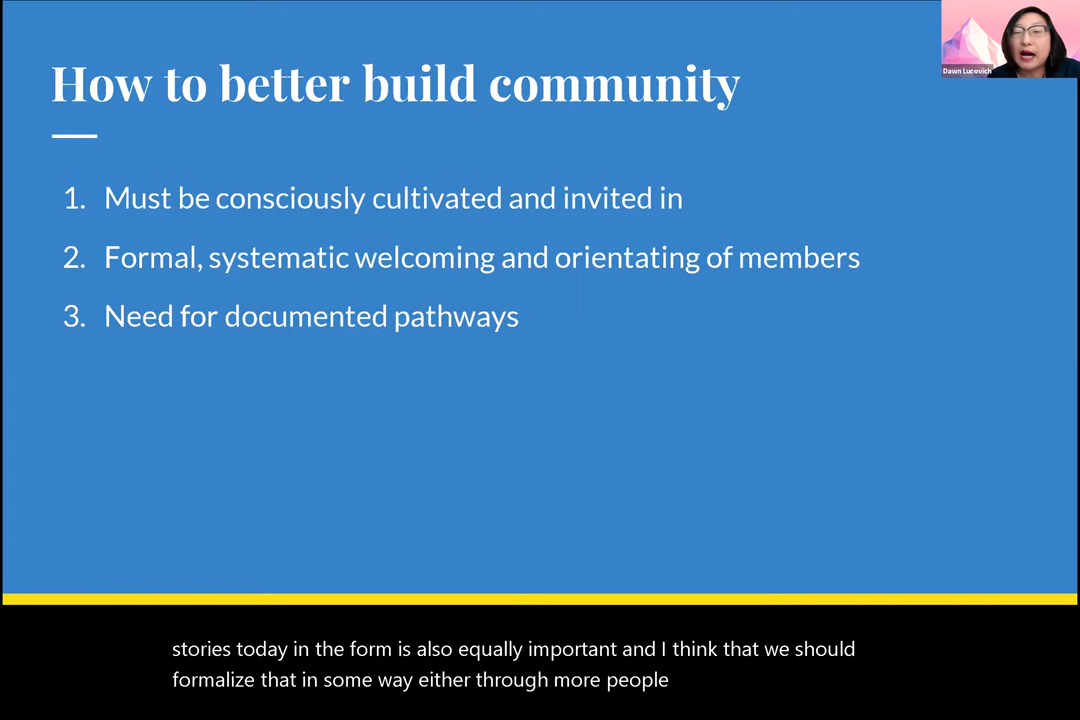 How to better build community
1. Must be consciously cultivated and invited in
2. Formal, systematic welcoming and orientating of members
3. Need for documented pathways
Dawn Lucovich
stories today in the form is also equally important and I think that we should
formalize that in some way either through more people